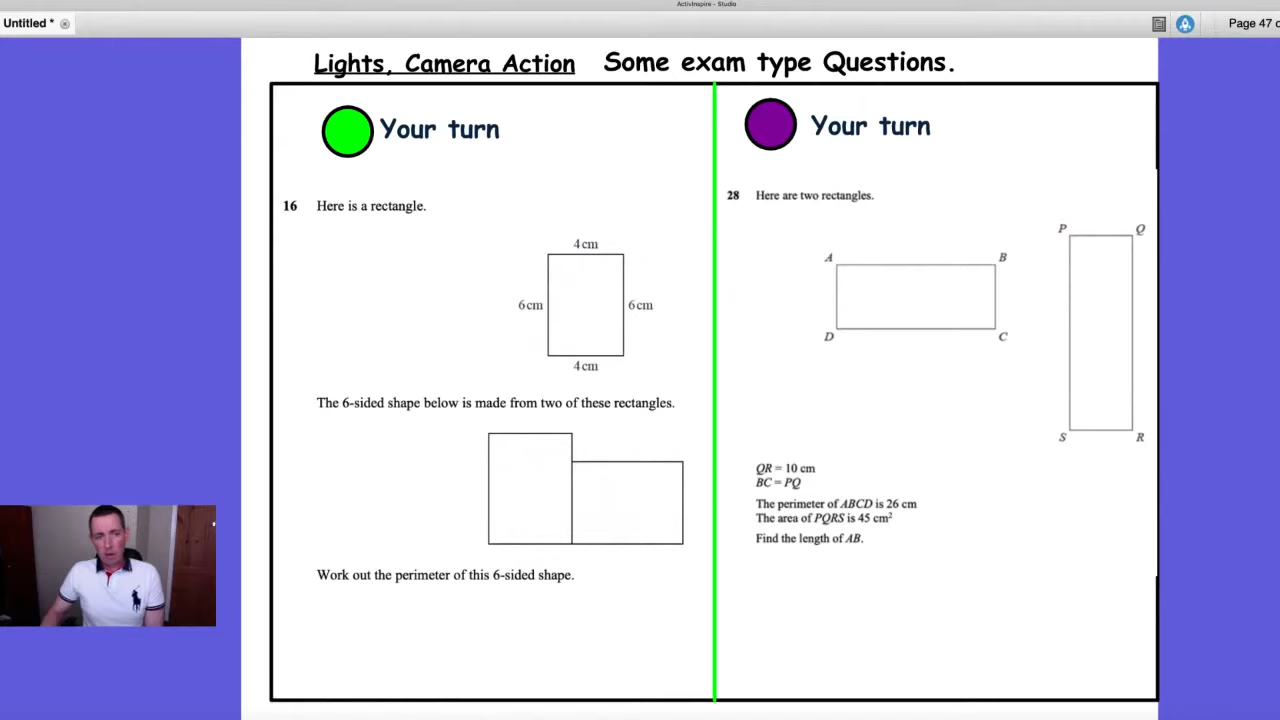 ActivInspire - Studio
Untitled *
Page 47
Lights, Camera Action Some exam type Questions.
Your turn
16 Here is a rectangle.
4 cm
6 cm 6 cm
4 cm
The 6-sided shape below is made from two of these rectangles.
Work out the perimeter of this 6-sided shape.
Your turn
28 Here are two rectangles.
A B
D C
P Q
S R
QR = 10 cm
BC = PQ
The perimeter of ABCD is 26 cm
The area of PQRS is 45 cm²
Find the length of AB.